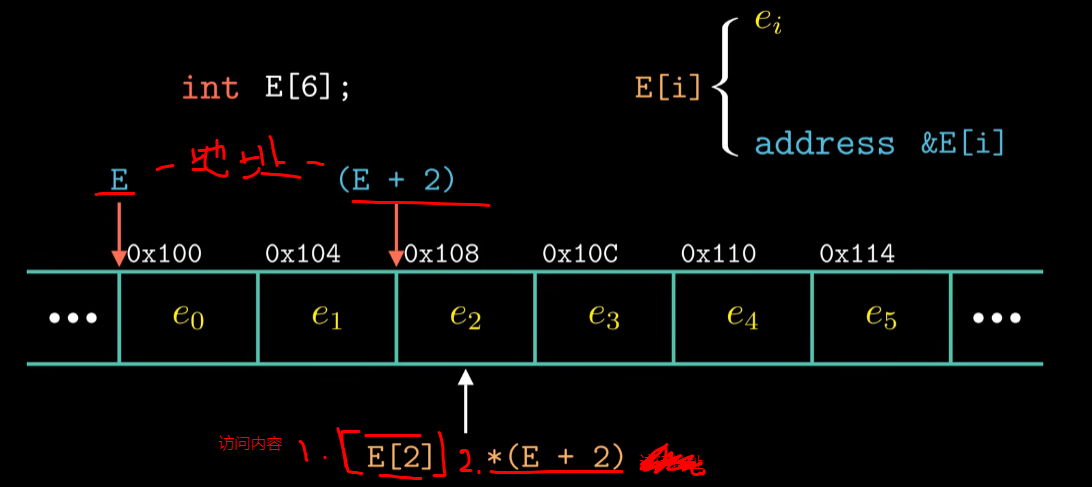 e_i
int E[6];
E[i]
address &E[i]
E - 地址 - (E + 2)
0x100 0x104 0x108 0x10C 0x110 0x114
••• e_0 e_1 e_2 e_3 e_4 e_5 •••
访问内容 1. [E[2]] 2. *(E + 2)